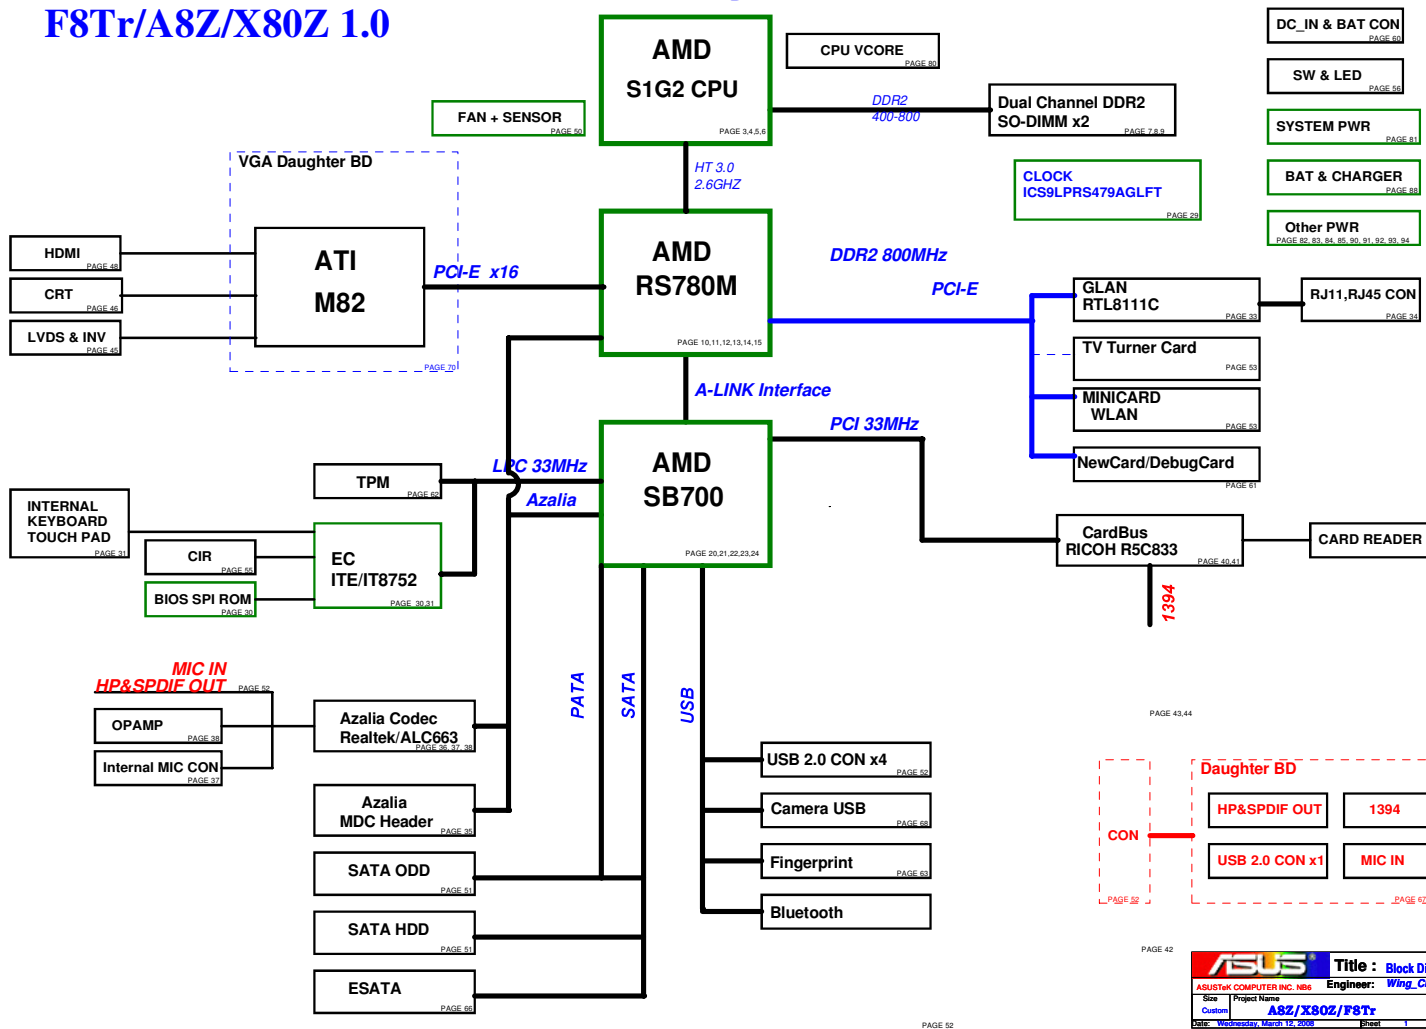 F8Tr/A8Z/X80Z 1.0
AMD
S1G2 CPU
PAGE 3,4,5,6
CPU VCORE
PAGE 80
DC_IN & BAT CON
PAGE 60
SW & LED
PAGE 56
SYSTEM PWR
PAGE 81
BAT & CHARGER
PAGE 88
Other PWR
PAGE 82, 83, 84, 85, 90, 91, 92, 93, 94
FAN + SENSOR
PAGE 50
DDR2
400-800
Dual Channel DDR2
SO-DIMM x2
PAGE 7,8,9
HT 3.0
2.6GHZ
CLOCK
ICS9LPRS479AGLFT
PAGE 29
VGA Daughter BD
ATI
M82
PAGE 70
HDMI
PAGE 48
CRT
PAGE 46
LVDS & INV
PAGE 45
PCI-E x16
AMD
RS780M
PAGE 10,11,12,13,14,15
DDR2 800MHz
PCI-E
GLAN
RTL8111C
PAGE 33
RJ11,RJ45 CON
PAGE 34
TV Turner Card
PAGE 53
MINICARD
WLAN
PAGE 53
NewCard/DebugCard
PAGE 61
A-LINK Interface
PCI 33MHz
AMD
SB700
PAGE 20,21,22,23,24
LPC 33MHz
Azalia
TPM
PAGE 62
INTERNAL
KEYBOARD
TOUCH PAD
PAGE 31
CIR
PAGE 55
BIOS SPI ROM
PAGE 30
EC
ITE/IT8752
PAGE 30,31
CardBus
RICOH R5C833
PAGE 40,41
CARD READER
1394
MIC IN
HP&SPDIF OUT
PAGE 52
OPAMP
PAGE 38
Internal MIC CON
PAGE 37
Azalia Codec
Realtek/ALC663
PAGE 36, 37, 38
Azalia
MDC Header
PAGE 35
SATA ODD
PAGE 51
SATA HDD
PAGE 51
ESATA
PAGE 66
PATA
SATA
USB
USB 2.0 CON x4
PAGE 52
Camera USB
PAGE 68
Fingerprint
PAGE 63
Bluetooth
PAGE 43,44
CON
PAGE 52
Daughter BD
HP&SPDIF OUT
1394
USB 2.0 CON x1
MIC IN
PAGE 67
PAGE 42
PAGE 52
ASUS
ASUSTeK COMPUTER INC. NB6
Title : Block Di
Engineer: Wing_C
Size
Custom
Project Name
A8Z/X80Z/F8Tr
Date: Wednesday, March 12, 2008
Sheet 1